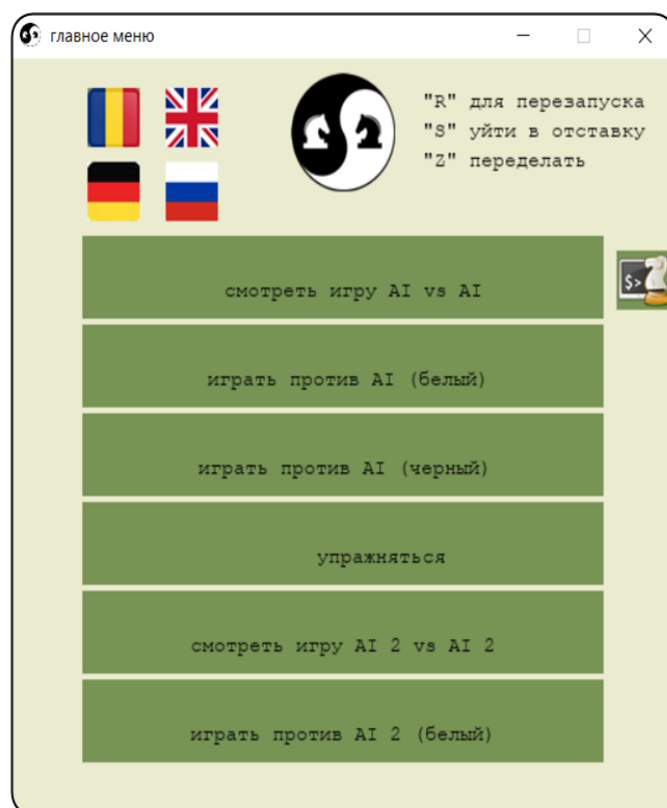 главное меню
"R" для перезапуска
"S" уйти в отставку
"Z" переделать
$>
смотреть игру AI vs AI
играть против AI (белый)
играть против AI (черный)
упражняться
смотреть игру AI 2 vs AI 2
играть против AI 2 (белый)